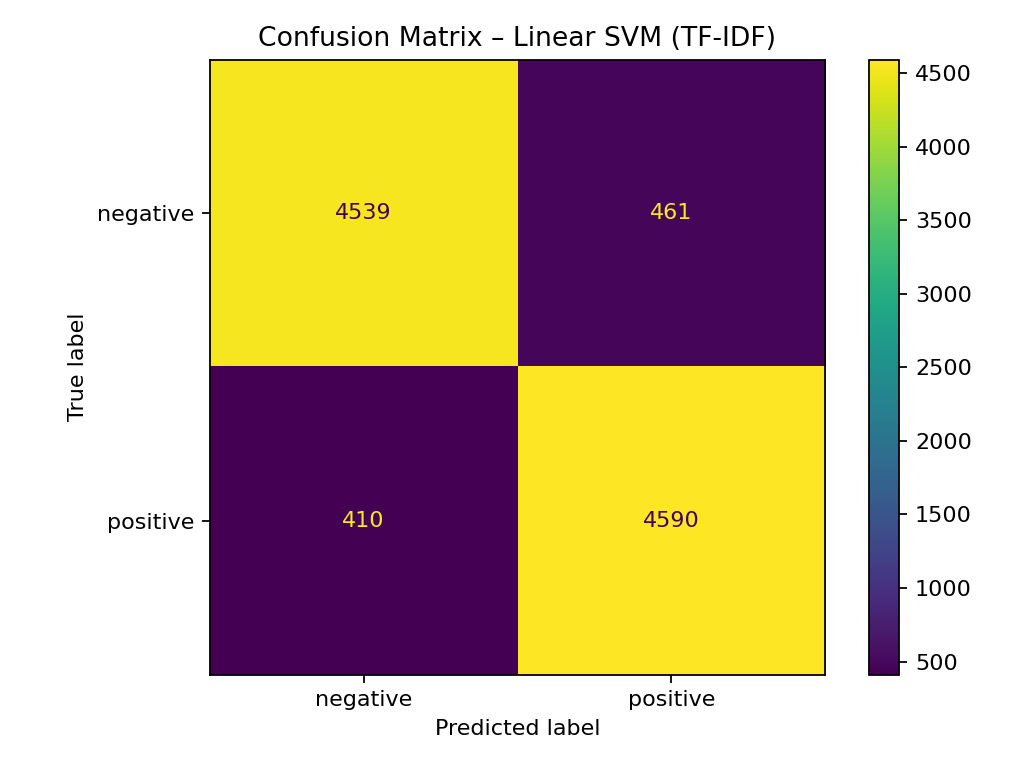 Confusion Matrix – Linear SVM (TF-IDF)
True label
negative
positive
4539
461
410
4590
negative
positive
Predicted label
4500
4000
3500
3000
2500
2000
1500
1000
500